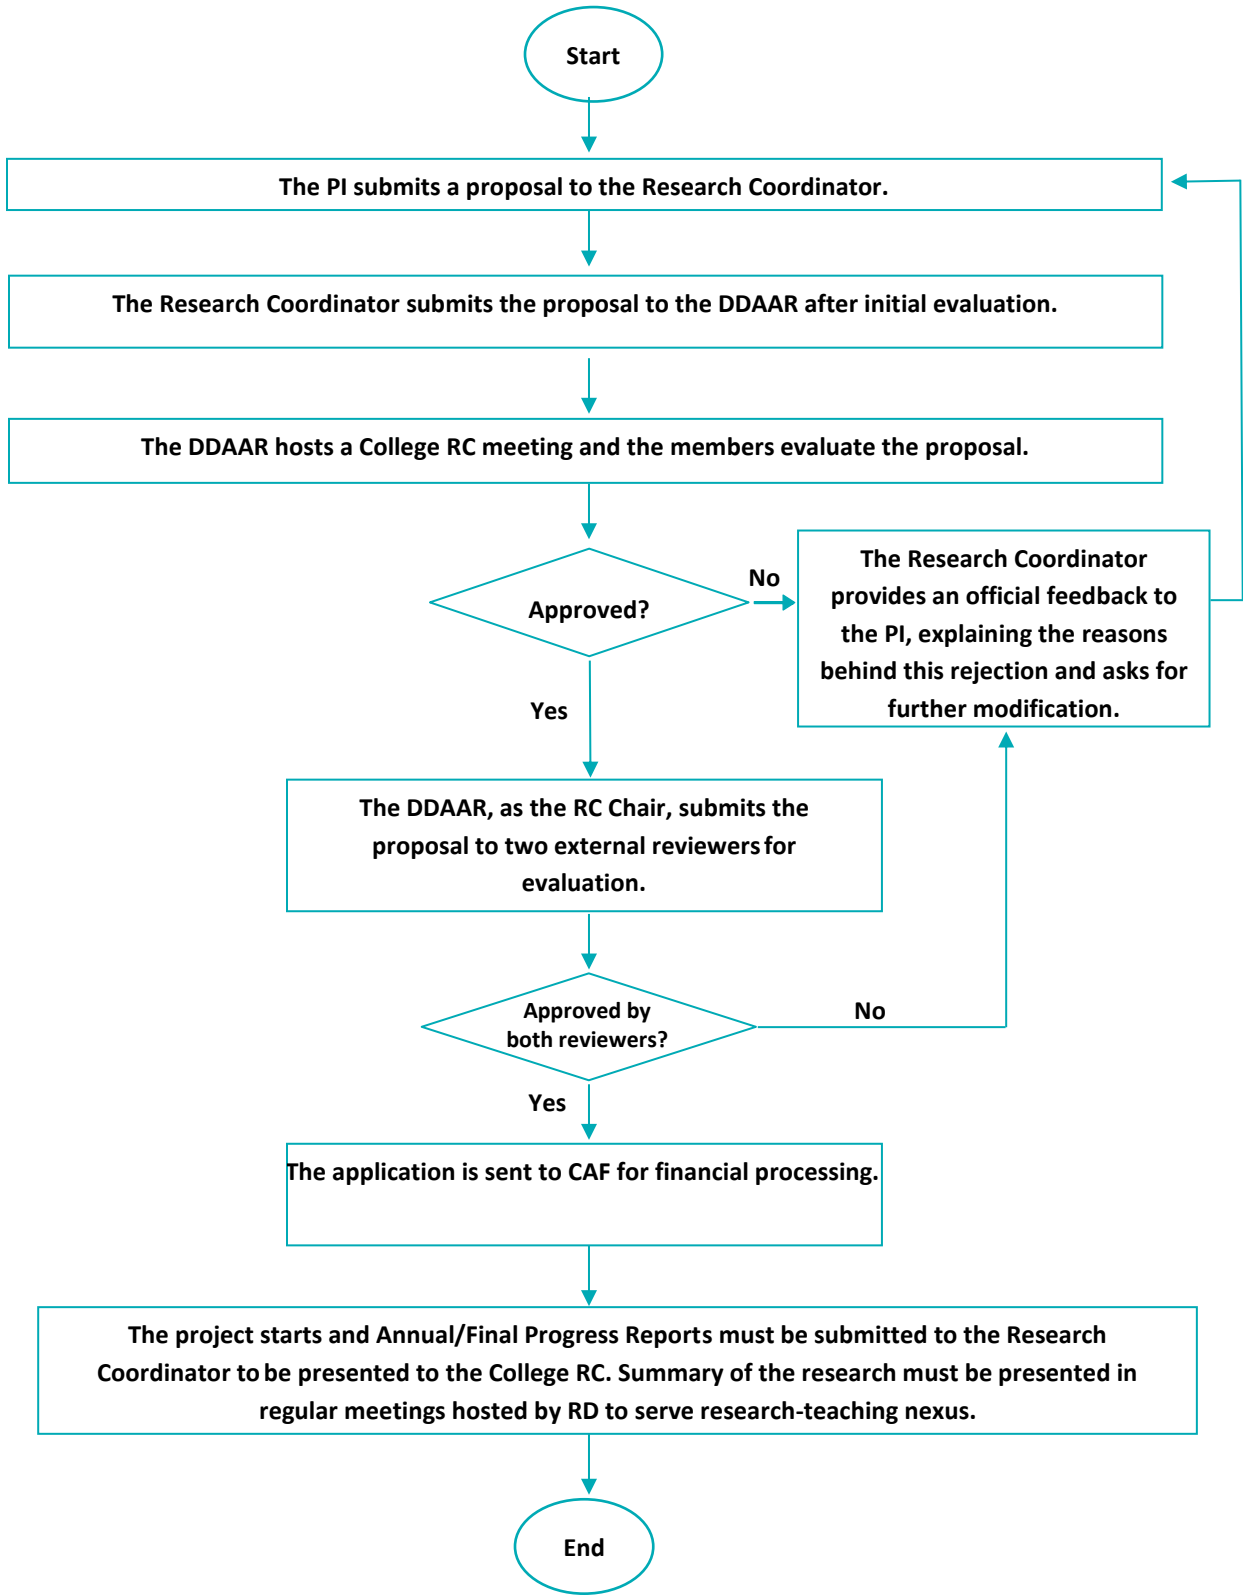 Start
The PI submits a proposal to the Research Coordinator.
The Research Coordinator submits the proposal to the DDAAR after initial evaluation.
The DDAAR hosts a College RC meeting and the members evaluate the proposal.
Approved?
No
The Research Coordinator
provides an official feedback to
the PI, explaining the reasons
behind this rejection and asks for
further modification.
Yes
The DDAAR, as the RC Chair, submits the
proposal to two external reviewers for
evaluation.
Approved by
both reviewers?
No
Yes
The application is sent to CAF for financial processing.
The project starts and Annual/Final Progress Reports must be submitted to the Research
Coordinator to be presented to the College RC. Summary of the research must be presented in
regular meetings hosted by RD to serve research-teaching nexus.
End